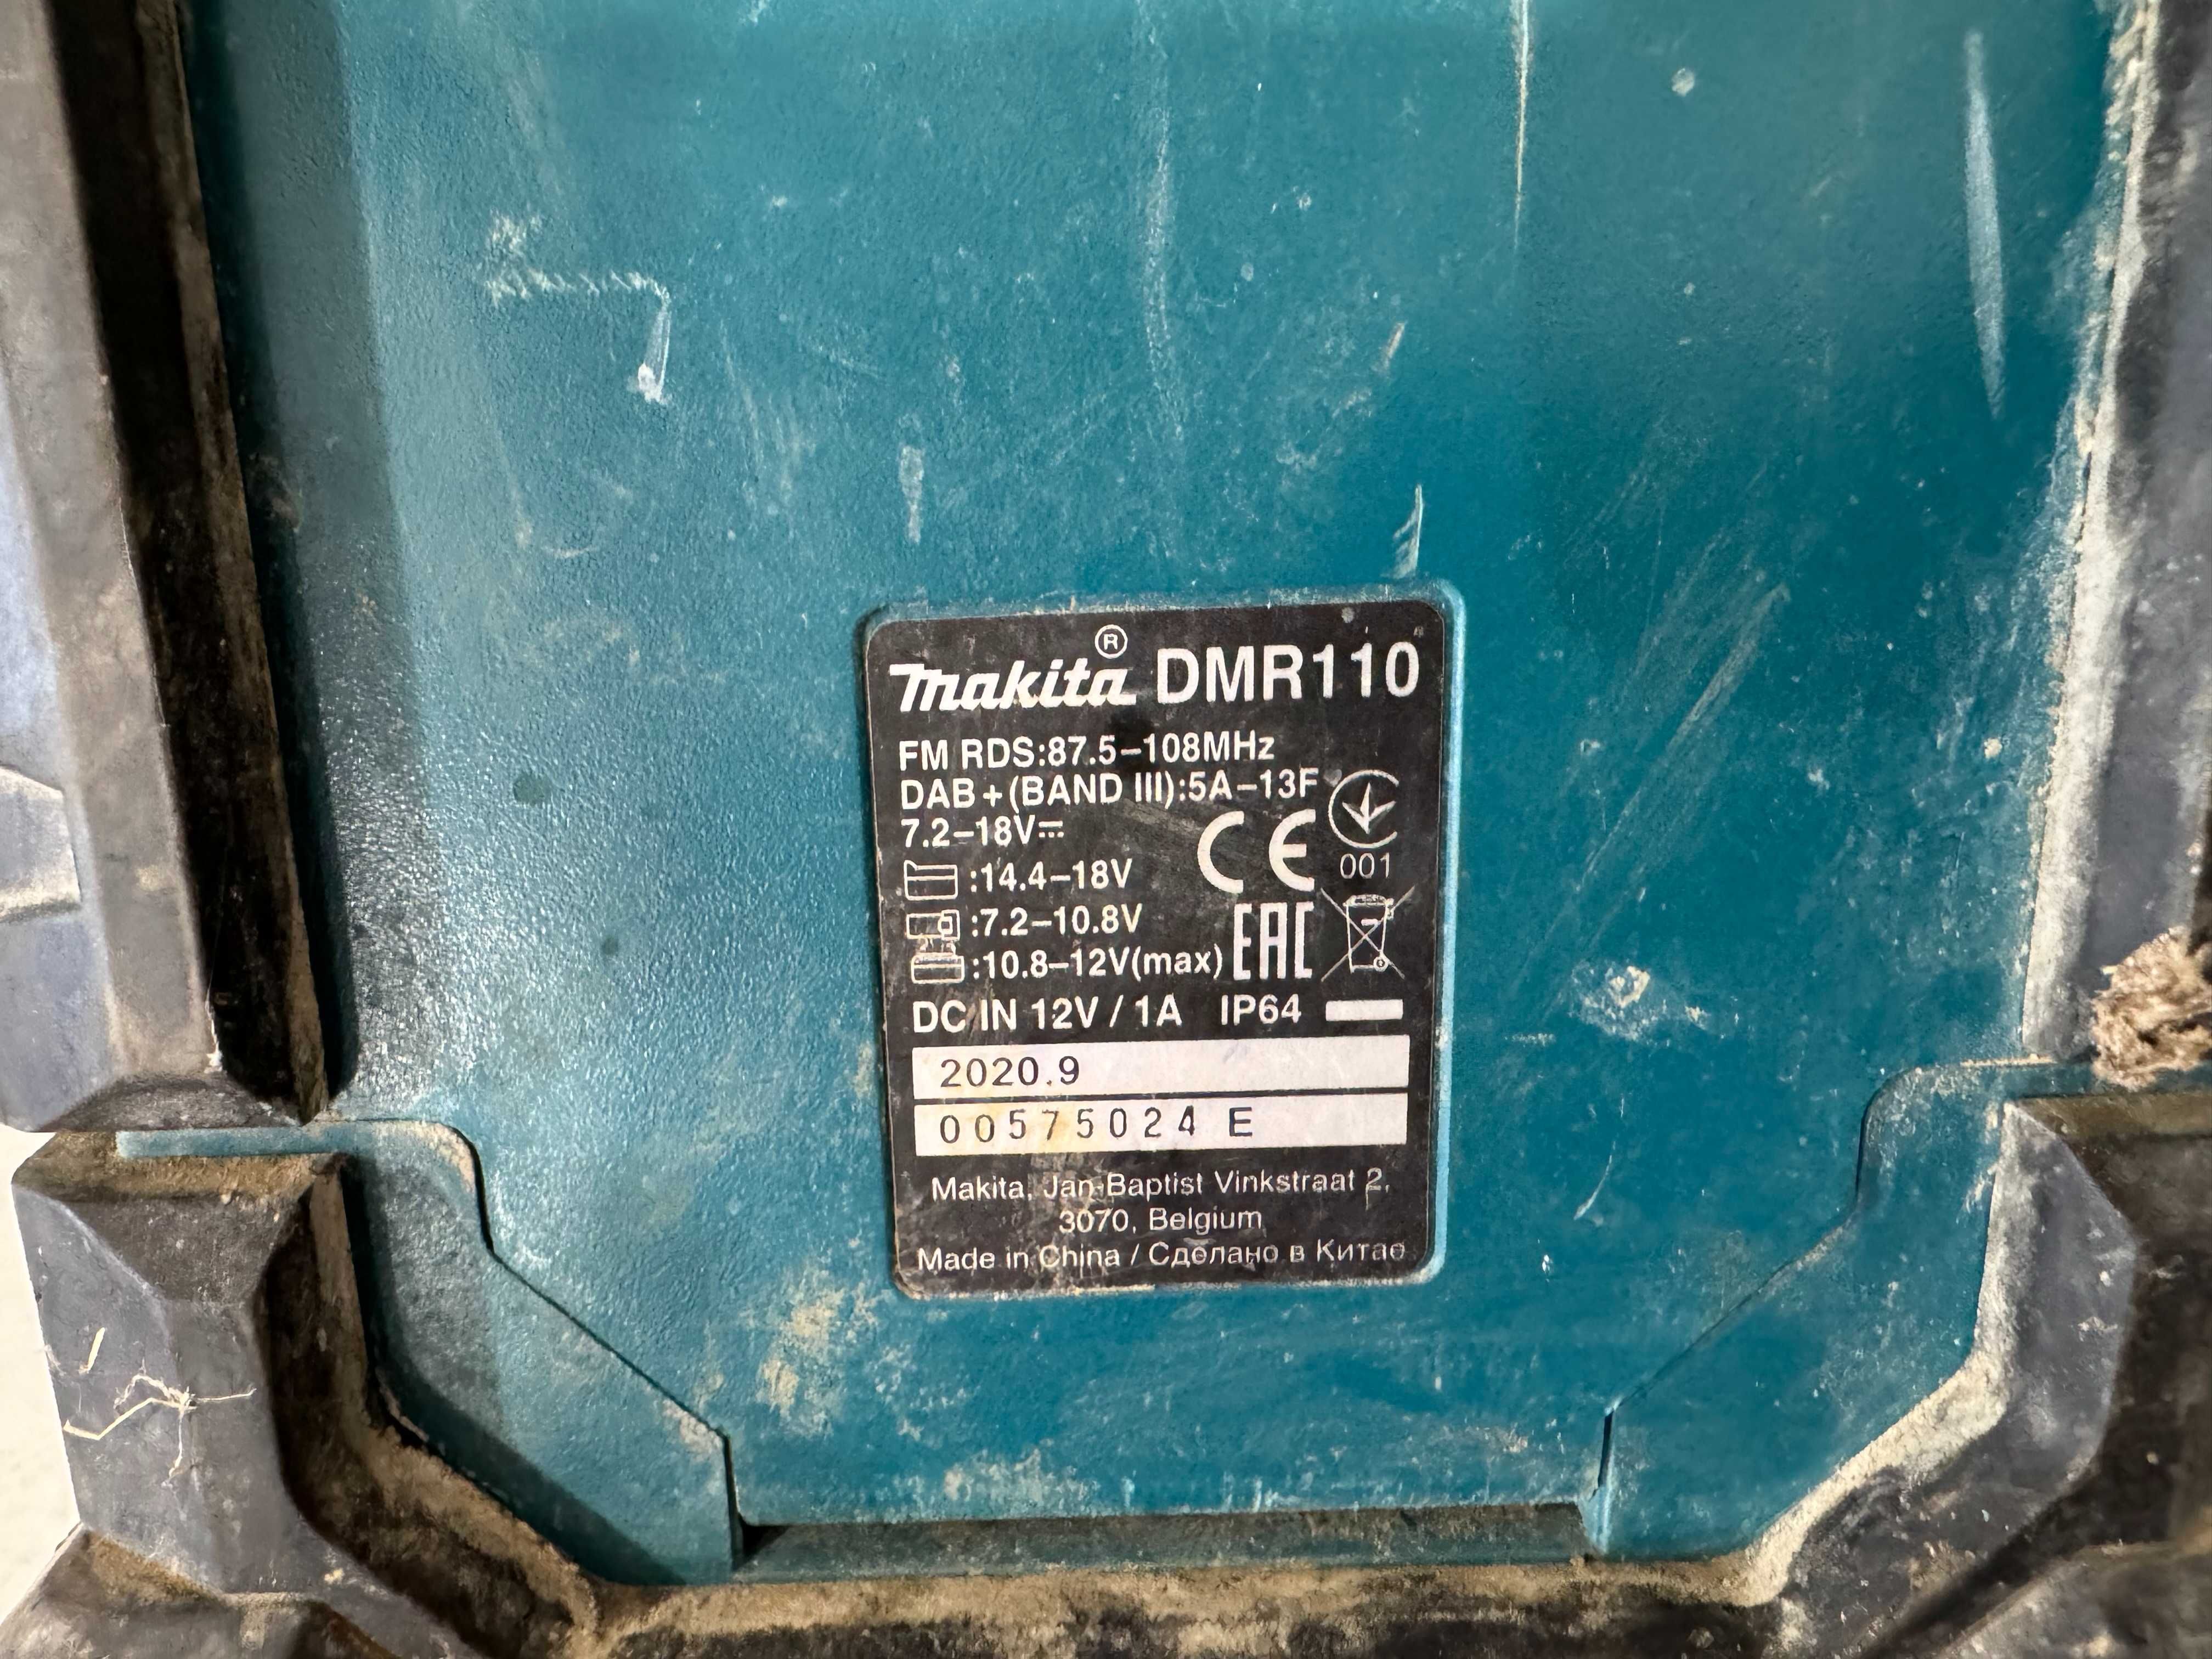 Makita® DMR110
FM RDS:87.5–108MHz
DAB+(BAND III):5A–13F
7.2–18V
:14.4–18V
CE
001
:7.2–10.8V
:10.8–12V(max)
EAC
DC IN 12V / 1A IP64
2020.9
00575024 E
Makita, Jan-Baptist Vinkstraat 2,
3070, Belgium
Made in China / Сделано в Китае